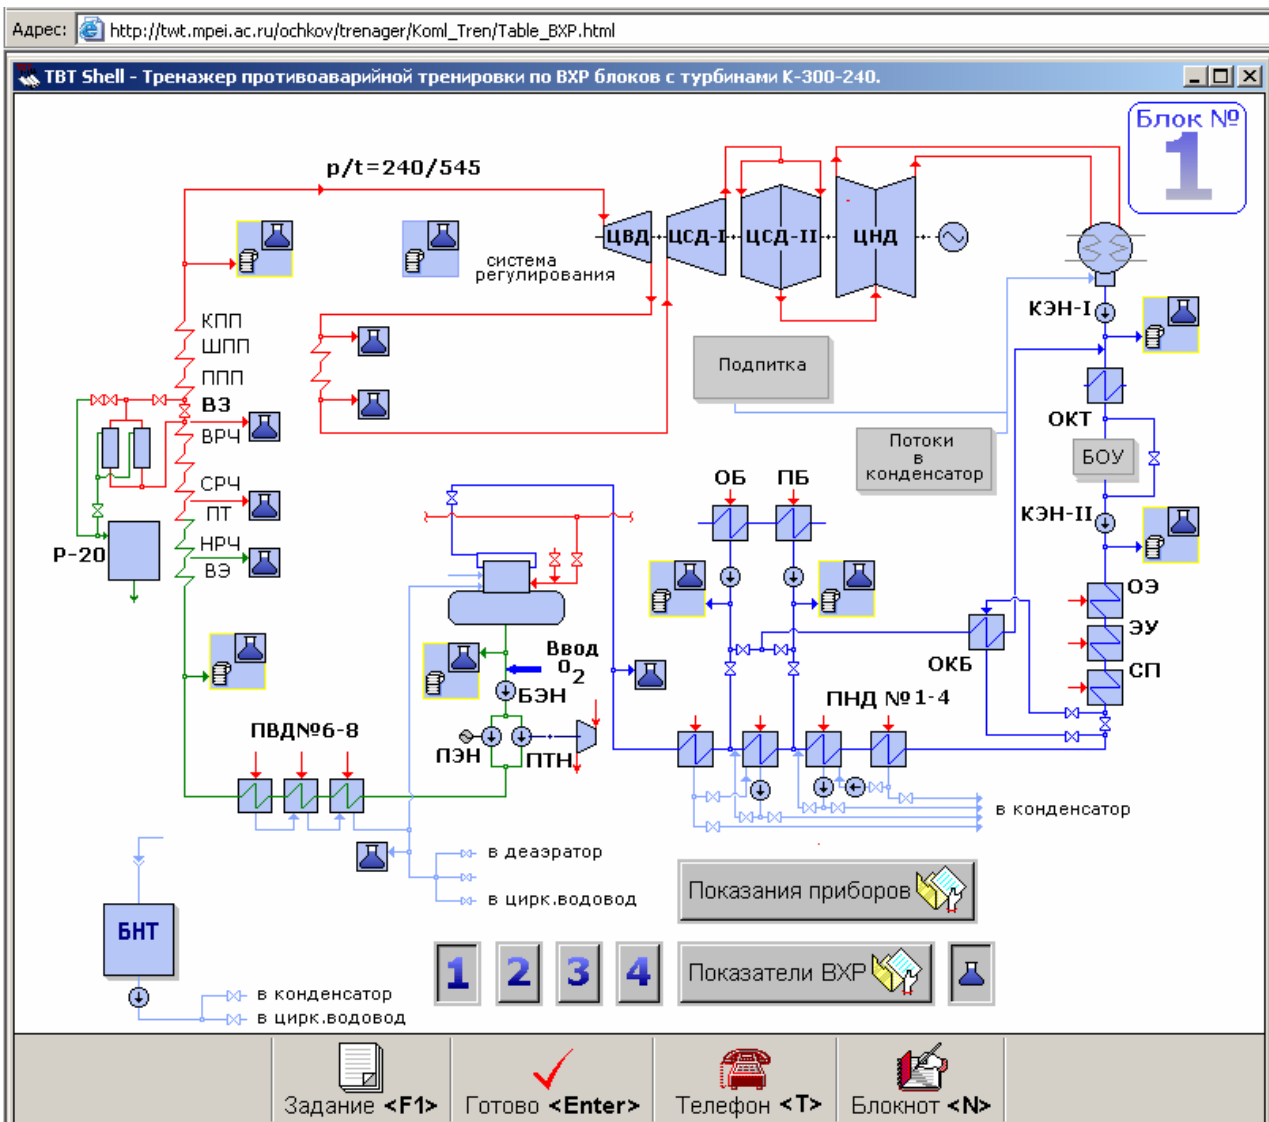 Адрес: http://twt.mpei.ac.ru/ochkov/trenager/Koml_Tren/Table_BXP.html
TBT Shell - Тренажер противоаварийной тренировки по ВХР блоков с турбинами К-300-240.
Блок №
1
p/t=240/545
ЦВД
ЦСД-I
ЦСД-II
ЦНД
система
регулирования
КЭН-I
КПП
ШПП
ППП
ВЗ
ВРЧ
СРЧ
ПТ
НРЧ
ВЭ
Р-20
Подпитка
Потоки
в
конденсатор
ОКТ
БОУ
КЭН-II
ОБ
ПБ
ОЭ
ЭУ
СП
ОКБ
Ввод
O2
БЭН
ПЭН
ПТН
ПВД№6-8
ПНД №1-4
в конденсатор
в деаэратор
в цирк.водовод
БНТ
в конденсатор
в цирк.водовод
Показания приборов
1
2
3
4
Показатели ВХР
Задание <F1>
Готово <Enter>
Телефон <T>
Блокнот <N>